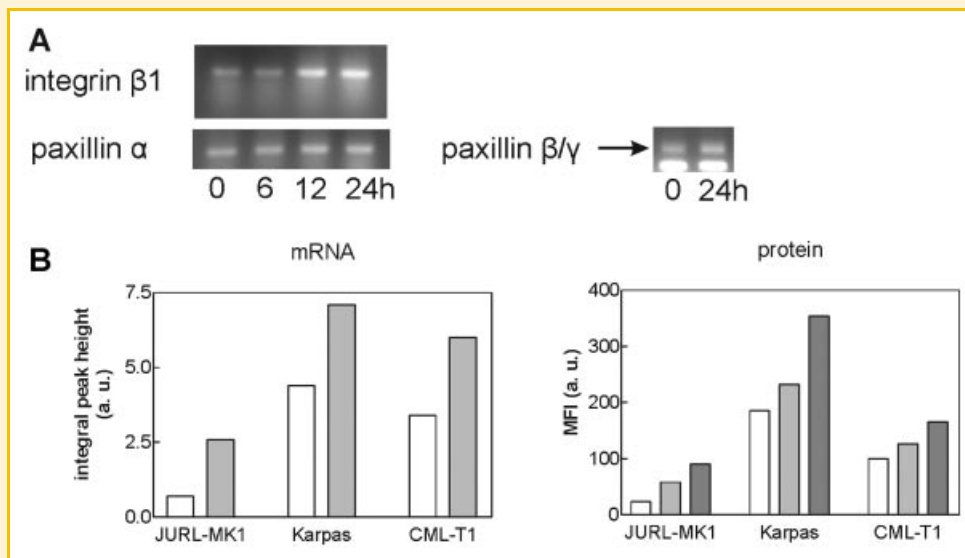 A
integrin β1
paxillin α
0 6 12 24h
paxillin β/γ
0 24h
B
mRNA
integral peak height
(a. u.)
7.5
5.0
2.5
0.0
JURL-MK1 Karpas CML-T1
protein
MFI (a. u.)
400
300
200
100
0
JURL-MK1 Karpas CML-T1